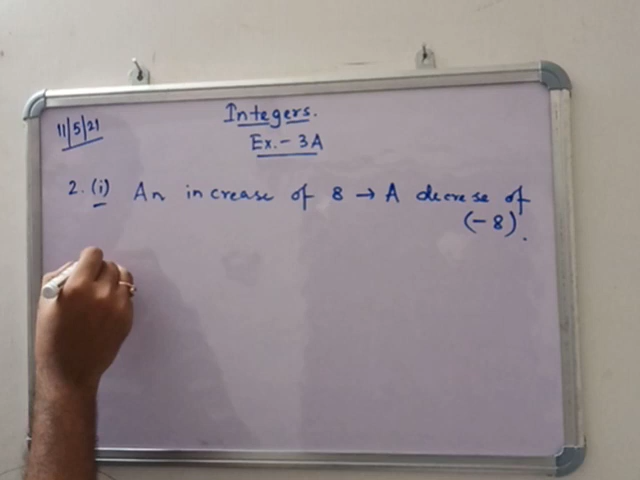 11/5/21
Integers.
Ex.- 3A
2. (i) An increase of 8 → A decrese of
(-8).